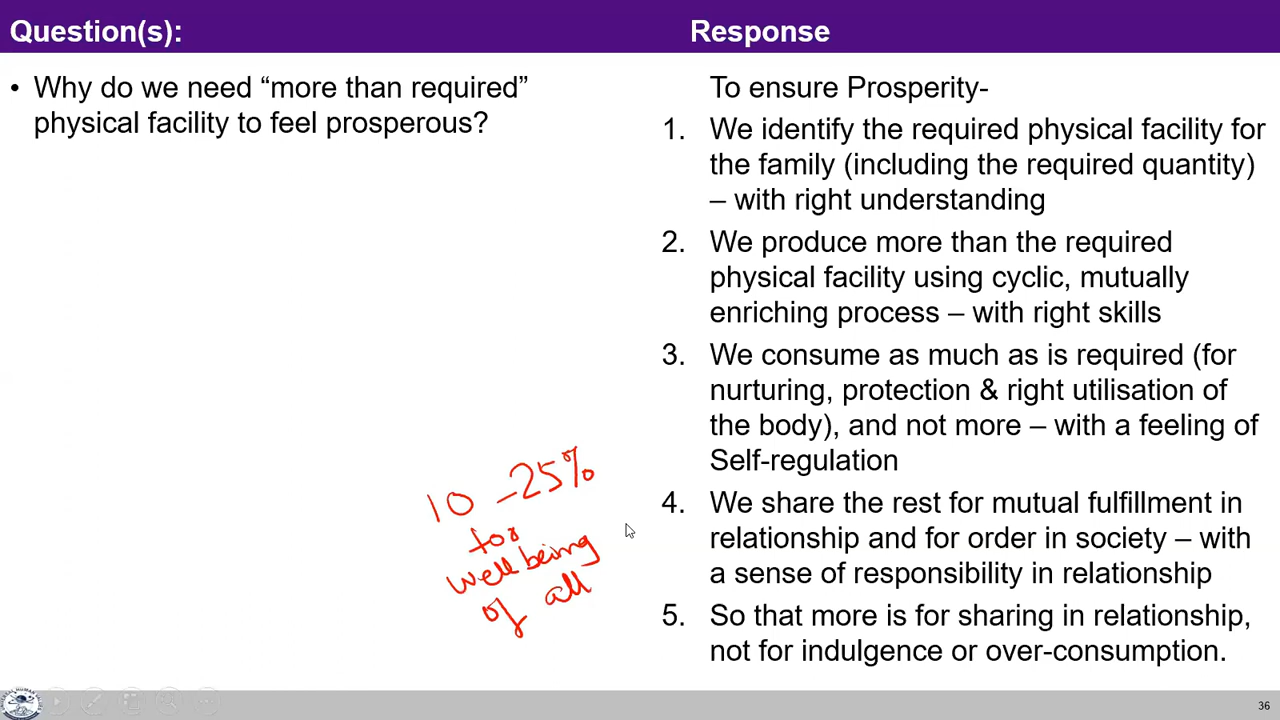 Question(s):
Response
• Why do we need “more than required”
physical facility to feel prosperous?
To ensure Prosperity-
1. We identify the required physical facility for
the family (including the required quantity)
– with right understanding
2. We produce more than the required
physical facility using cyclic, mutually
enriching process – with right skills
3. We consume as much as is required (for
nurturing, protection & right utilisation of
the body), and not more – with a feeling of
Self-regulation
4. We share the rest for mutual fulfillment in
relationship and for order in society – with
a sense of responsibility in relationship
5. So that more is for sharing in relationship,
not for indulgence or over-consumption.
10 - 25%
for
well being
of all
36